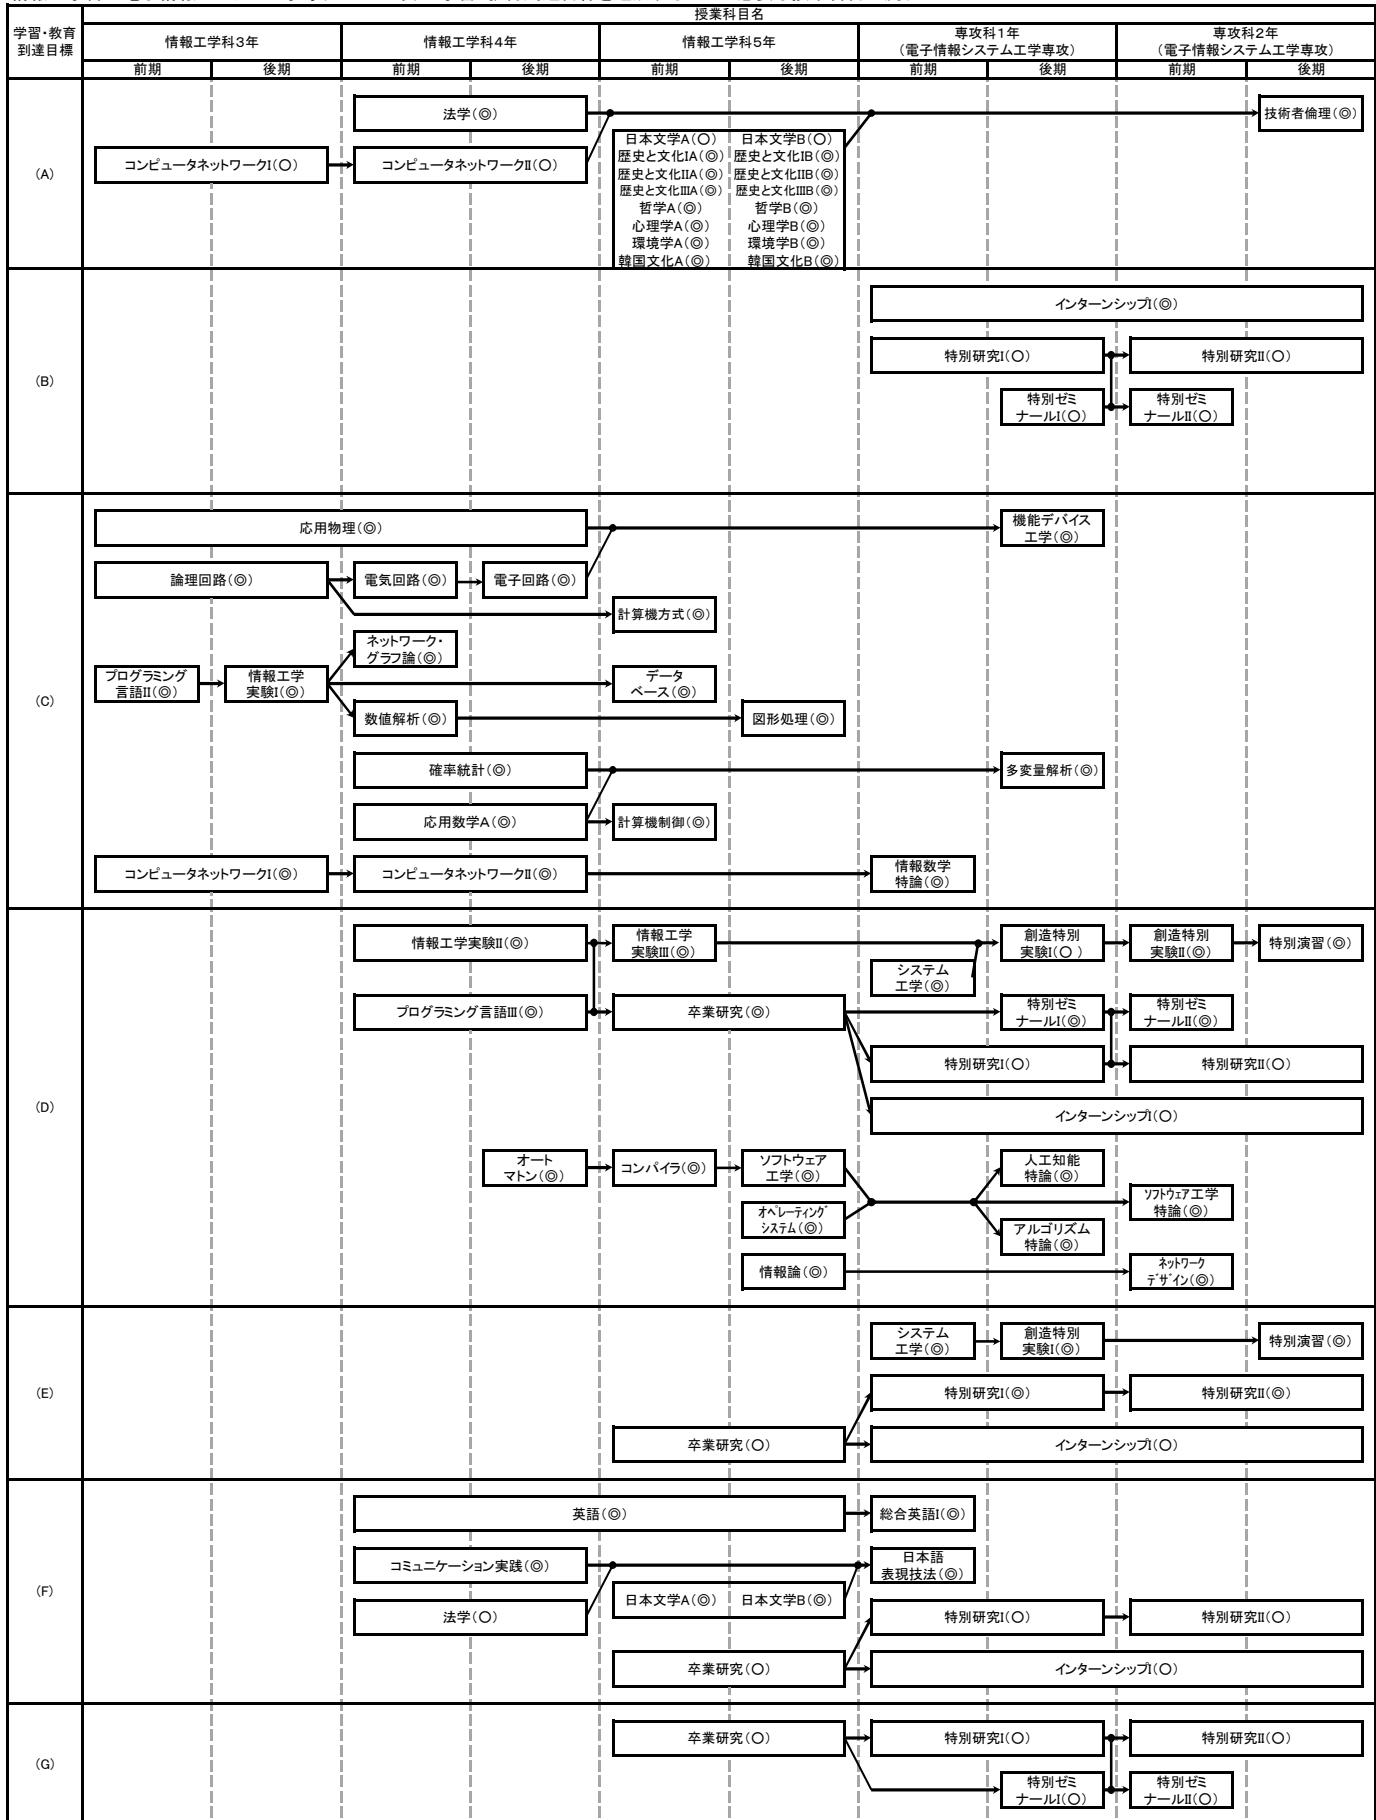 授業科目名
学習・教育
到達目標
情報工学科3年
情報工学科4年
情報工学科5年
専攻科1年
(電子情報システム工学専攻)
専攻科2年
(電子情報システム工学専攻)
前期
後期
前期
後期
前期
後期
前期
後期
前期
後期
(A)
法学(◎)
技術者倫理(◎)
コンピュータネットワークI(○)
コンピュータネットワークII(○)
日本文学A(○) 日本文学B(○)
歴史と文化IA(◎) 歴史と文化IB(◎)
歴史と文化IIA(◎) 歴史と文化IIB(◎)
歴史と文化IIIA(◎) 歴史と文化IIIB(◎)
哲学A(◎) 哲学B(◎)
心理学A(◎) 心理学B(◎)
環境学A(◎) 環境学B(◎)
韓国文化A(◎) 韓国文化B(◎)
(B)
インターンシップI(◎)
特別研究I(○)
特別研究II(○)
特別ゼミ
ナールI(○)
特別ゼミ
ナールII(○)
(C)
応用物理(◎)
機能デバイス
工学(◎)
論理回路(◎)
電気回路(◎)
電子回路(◎)
計算機方式(◎)
ネットワーク・
グラフ論(◎)
プログラミング
言語II(◎)
情報工学
実験I(◎)
データ
ベース(◎)
数値解析(◎)
図形処理(◎)
確率統計(◎)
多変量解析(◎)
応用数学A(◎)
計算機制御(◎)
コンピュータネットワークI(◎)
コンピュータネットワークII(◎)
情報数学
特論(◎)
(D)
情報工学実験II(◎)
情報工学
実験III(◎)
創造特別
実験I(○ )
創造特別
実験II(◎)
特別演習(◎)
システム
工学(◎)
プログラミング言語III(◎)
卒業研究(◎)
特別ゼミ
ナールI(◎)
特別ゼミ
ナールII(◎)
特別研究I(○)
特別研究II(○)
インターンシップI(○)
オート
マトン(◎)
コンパイラ(◎)
ソフトウェア
工学(◎)
人工知能
特論(◎)
オペレーティング
システム(◎)
ソフトウェア工学
特論(◎)
アルゴリズム
特論(◎)
情報論(◎)
ネットワーク
デザイン(◎)
(E)
システム
工学(◎)
創造特別
実験I(◎)
特別演習(◎)
特別研究I(◎)
特別研究II(◎)
卒業研究(○)
インターンシップI(○)
(F)
英語(◎)
総合英語I(◎)
コミュニケーション実践(◎)
日本語
表現技法(◎)
日本文学A(◎) 日本文学B(◎)
法学(○)
特別研究I(○)
特別研究II(○)
卒業研究(○)
インターンシップI(○)
(G)
卒業研究(○)
特別研究I(○)
特別研究II(○)
特別ゼミ
ナールI(○)
特別ゼミ
ナールII(○)